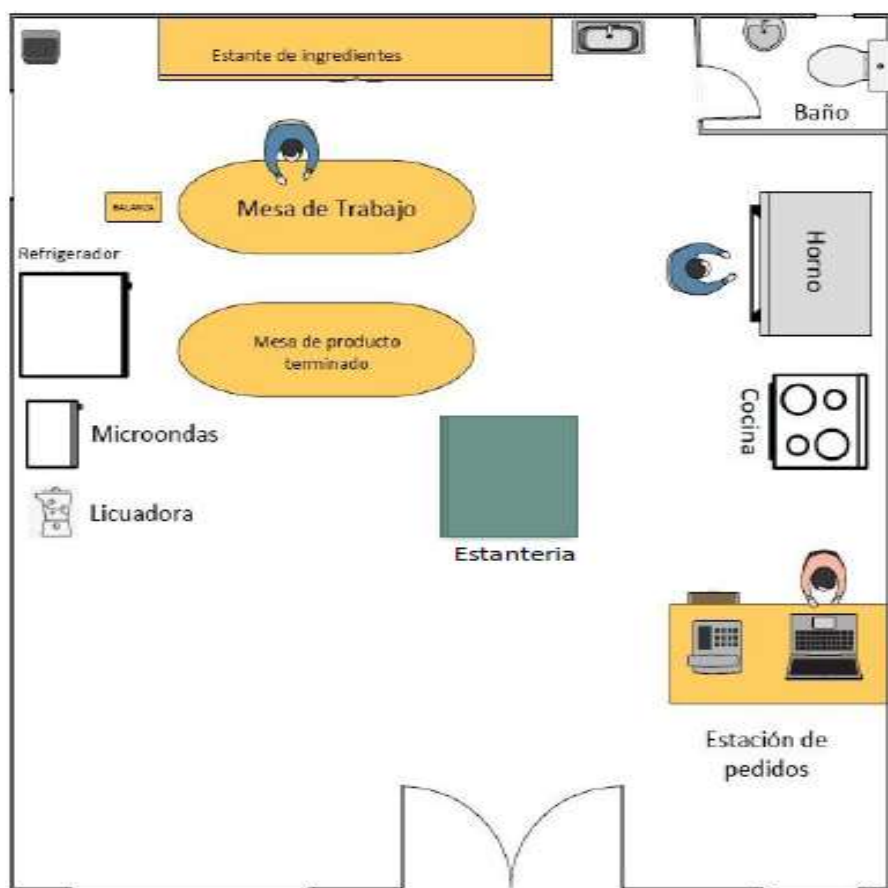 Estante de ingredientes
Baño
Mesa de Trabajo
BALANZA
Horno
Refrigerador
Mesa de producto
terminado
Cocina
Microondas
Licuadora
Estanteria
Estación de
pedidos